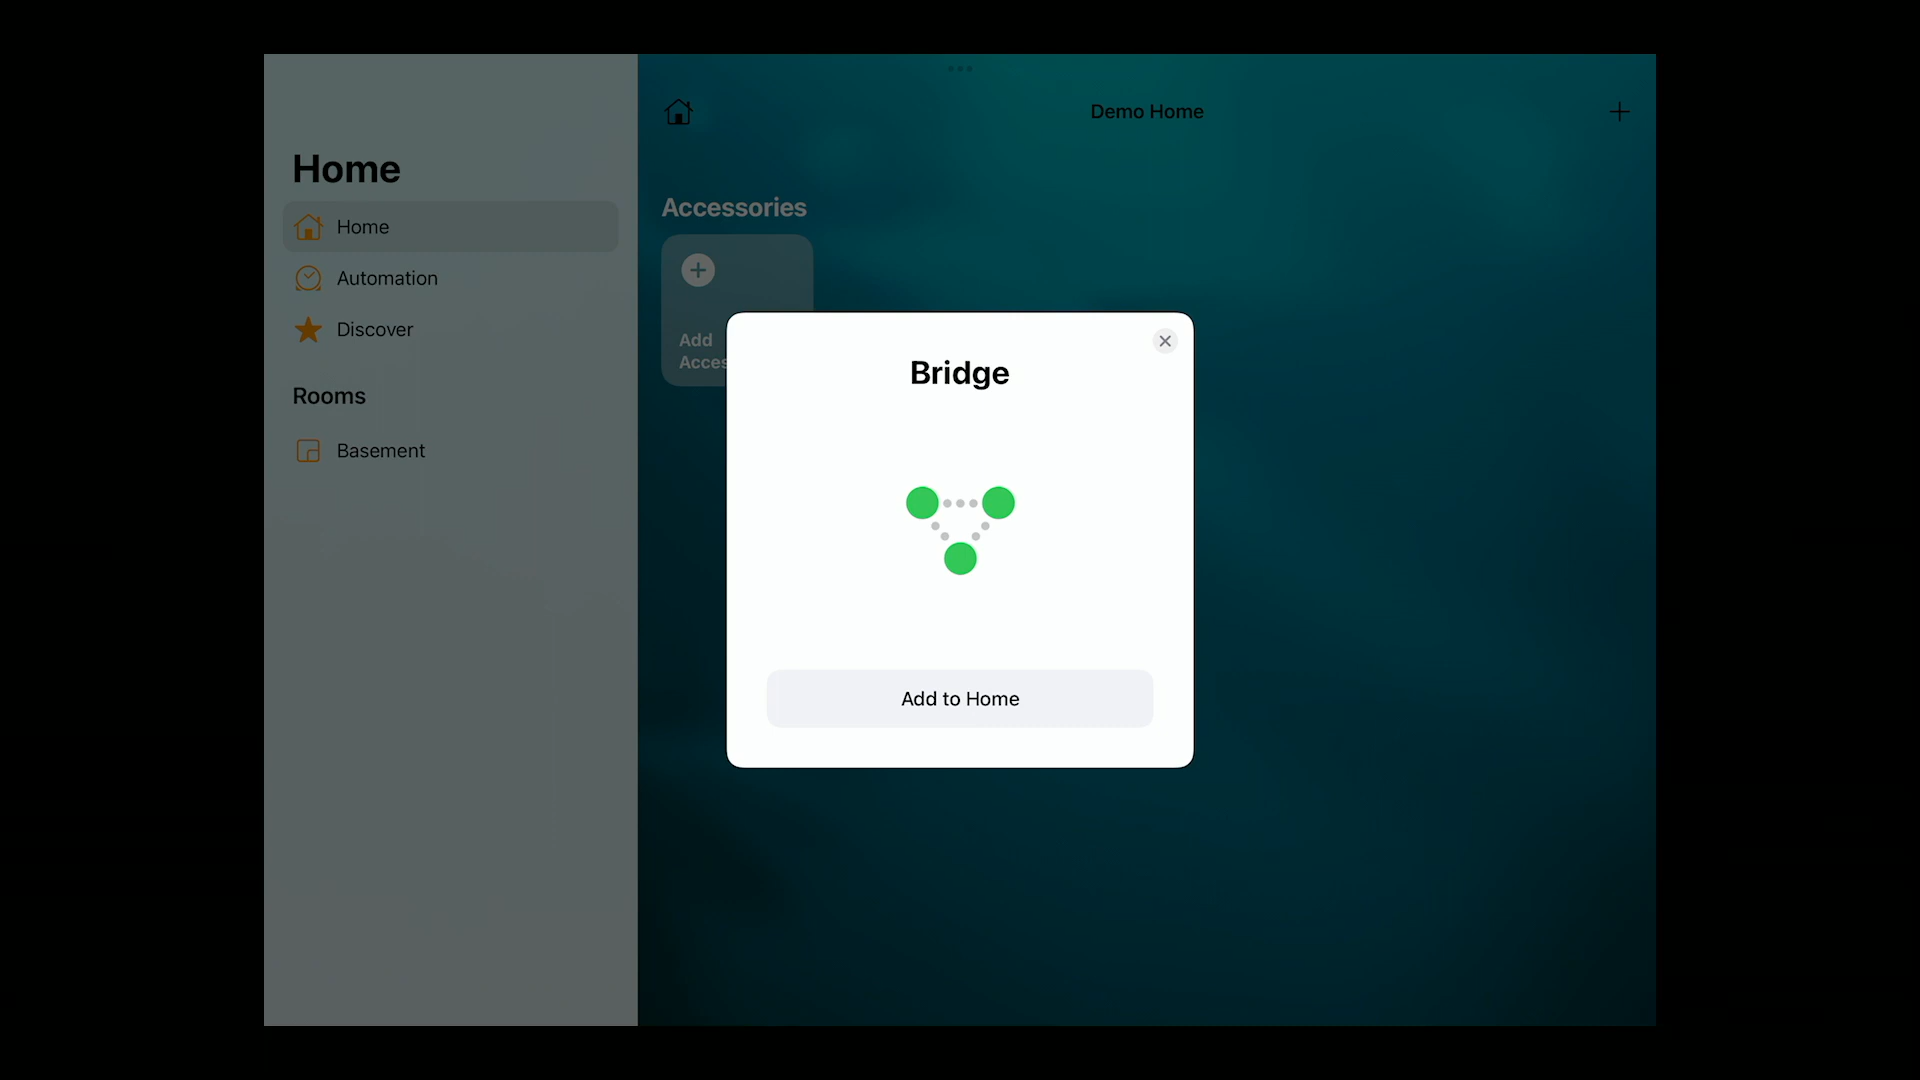 Home
Home
Automation
Discover
Rooms
Basement
Demo Home
Accessories
Add
Bridge
Add to Home